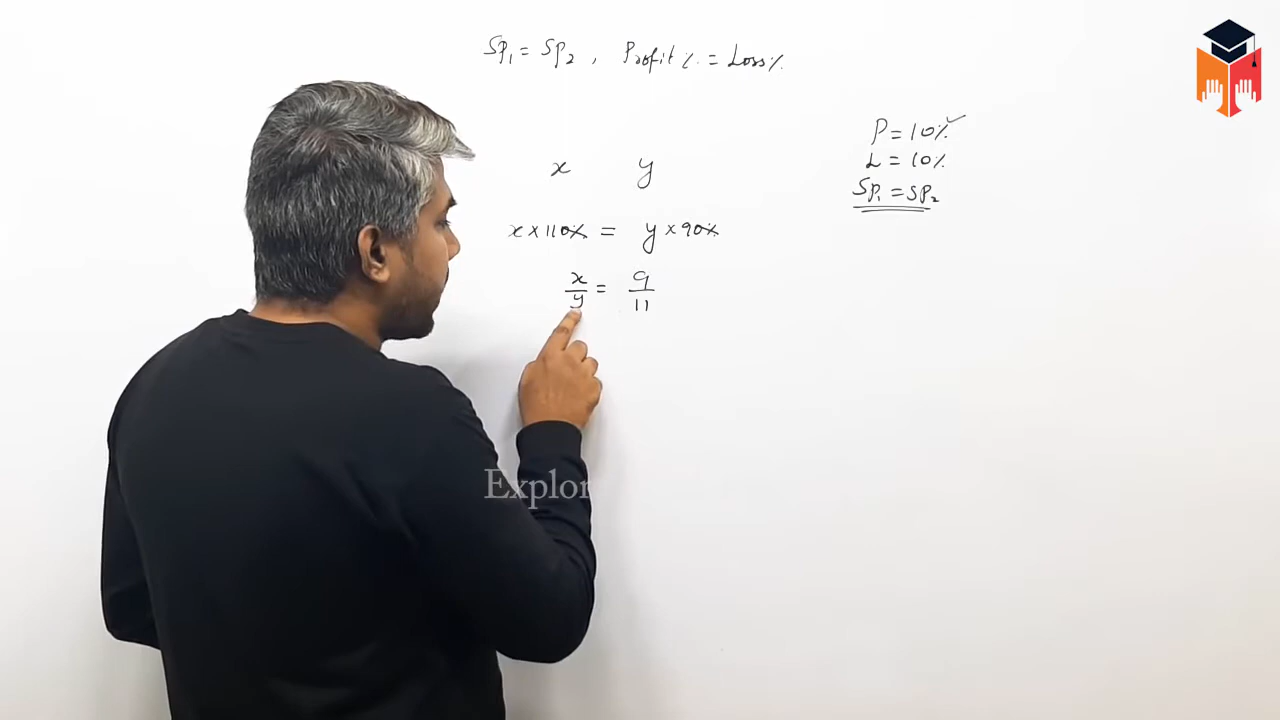 SP₁ = SP₂ , Profit % = Loss %
P = 10% ✓
L = 10%
SP₁ = SP₂
x y
x × 110% = y × 90%
x/y = 9/11
Explor